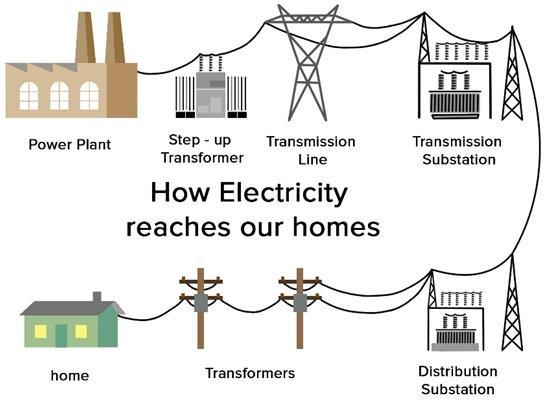 Power Plant
Step - up
Transformer
Transmission
Line
Transmission
Substation
How Electricity
reaches our homes
home
Transformers
Distribution
Substation